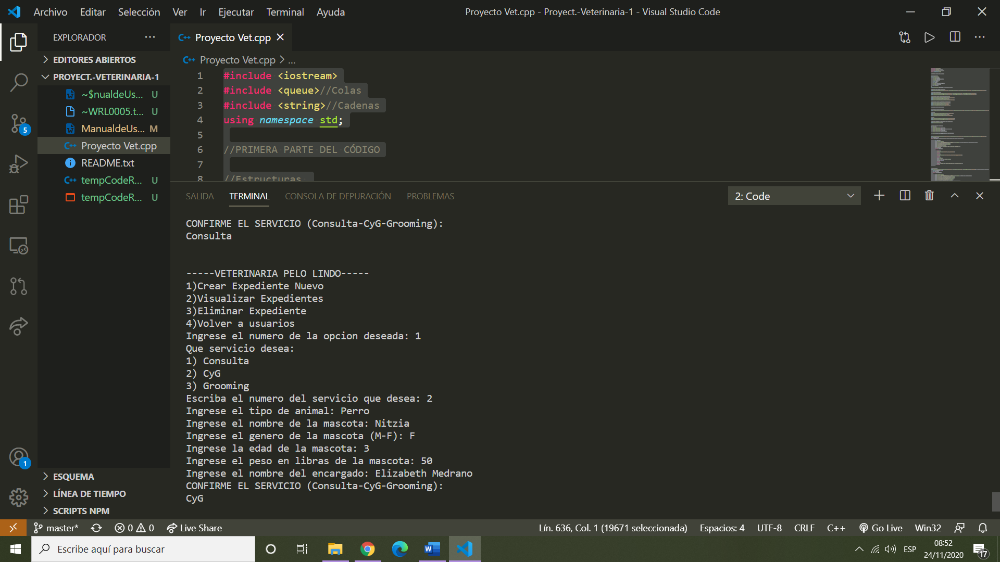 Archivo Editar Selección Ver Ir Ejecutar Terminal Ayuda
Proyecto Vet.cpp - Proyect.-Veterinaria-1 - Visual Studio Code
EXPLORADOR
EDITORES ABIERTOS
PROYECT.-VETERINARIA-1
~$nualdeUs... U
~WRL0005.t... U
ManualdeUs... M
Proyecto Vet.cpp
README.txt
tempCodeR... U
tempCodeR... U
ESQUEMA
LÍNEA DE TIEMPO
SCRIPTS NPM
5
1
Proyecto Vet.cpp
Proyecto Vet.cpp > ...
1 #include <iostream>
2 #include <queue>//Colas
3 #include <string>//Cadenas
4 using namespace std;
5
6 //PRIMERA PARTE DEL CÓDIGO
7
8 //Estructuras
SALIDA TERMINAL CONSOLA DE DEPURACIÓN PROBLEMAS
2: Code
CONFIRME EL SERVICIO (Consulta-CyG-Grooming):
Consulta
-----VETERINARIA PELO LINDO-----
1)Crear Expediente Nuevo
2)Visualizar Expedientes
3)Eliminar Expediente
4)Volver a usuarios
Ingrese el numero de la opcion deseada: 1
Que servicio desea:
1) Consulta
2) CyG
3) Grooming
Escriba el numero del servicio que desea: 2
Ingrese el tipo de animal: Perro
Ingrese el nombre de la mascota: Nitzia
Ingrese el genero de la mascota (M-F): F
Ingrese la edad de la mascota: 3
Ingrese el peso en libras de la mascota: 50
Ingrese el nombre del encargado: Elizabeth Medrano
CONFIRME EL SERVICIO (Consulta-CyG-Grooming):
CyG
master* 0 0 Live Share
Lín. 636, Col. 1 (19671 seleccionada) Espacios: 4 UTF-8 CRLF C++ Go Live Win32
Escribe aquí para buscar
ESP
08:52
24/11/2020
17